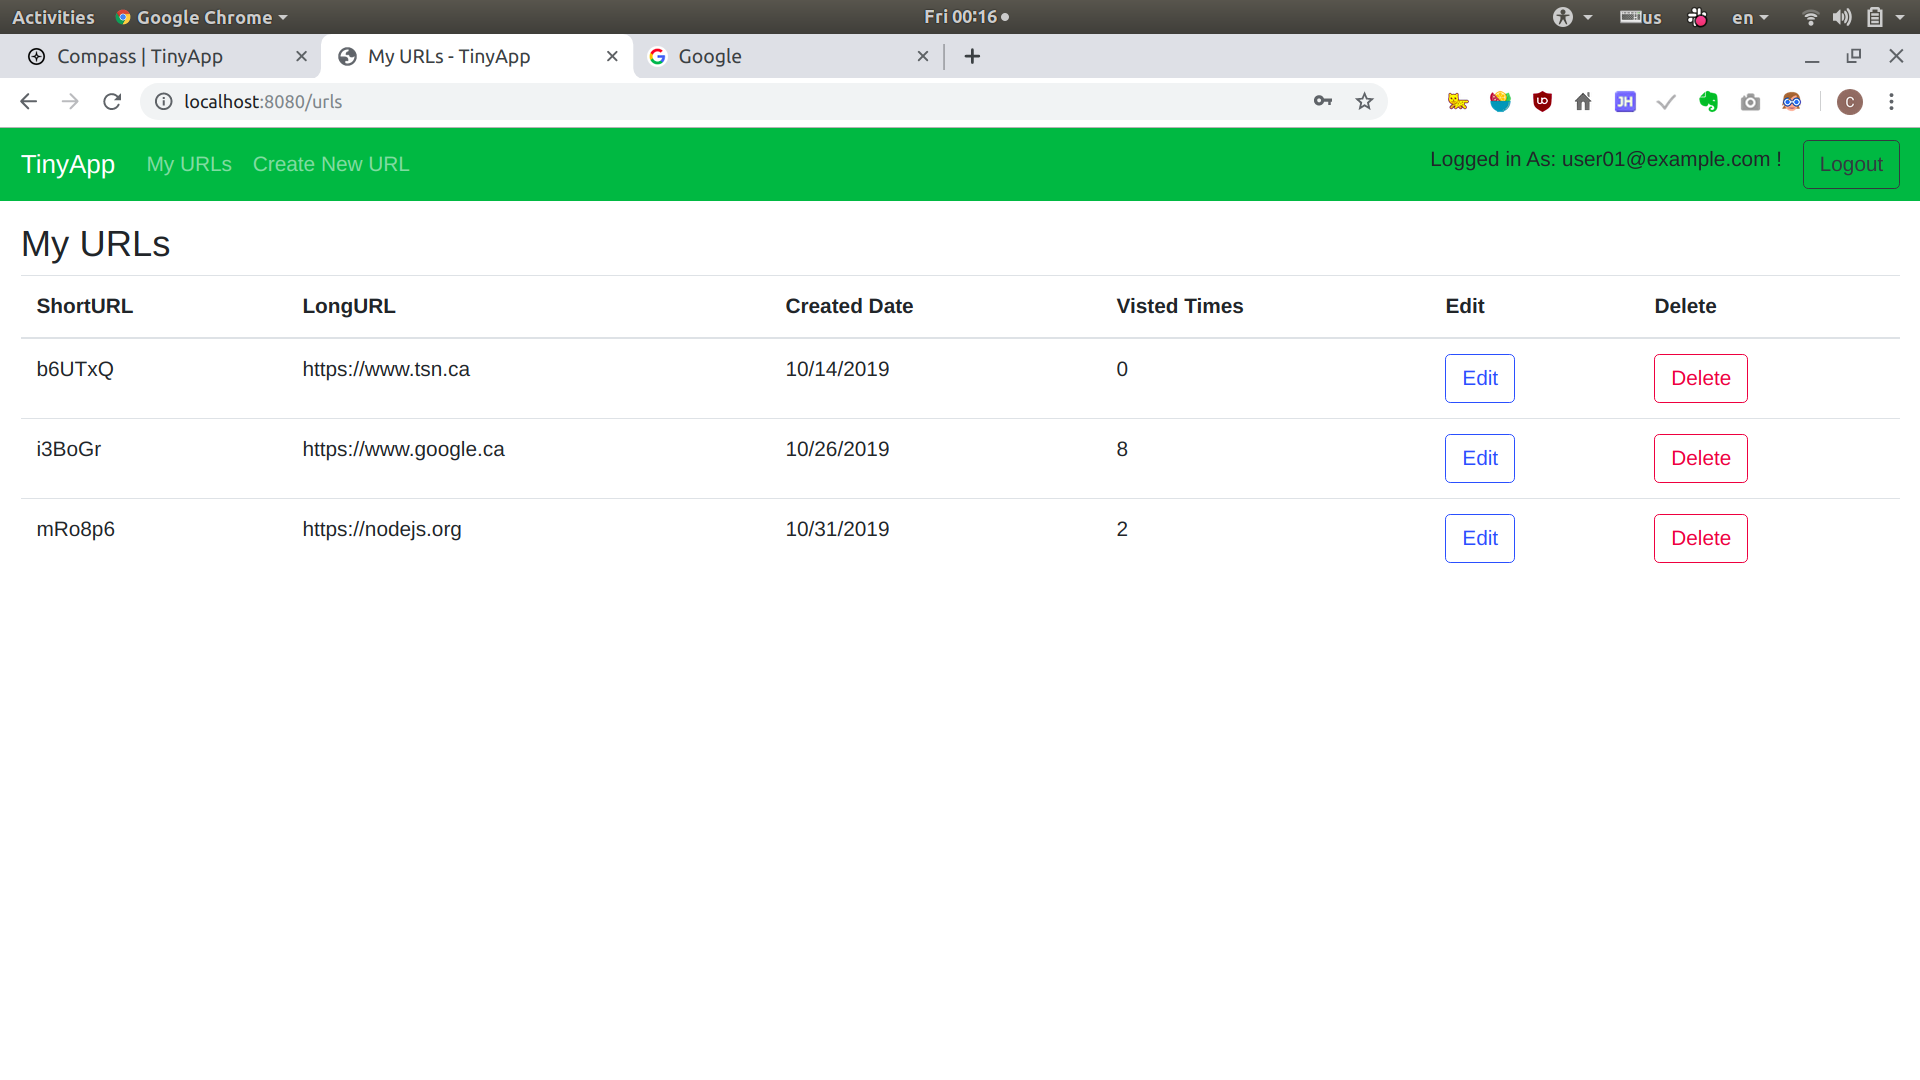 Activities Google Chrome Fri 00:16 us en
Compass | TinyApp My URLs - TinyApp Google
localhost:8080/urls UO JH C
TinyApp My URLs Create New URL Logged in As: user01@example.com ! Logout
My URLs
ShortURL LongURL Created Date Visted Times Edit Delete
b6UTxQ https://www.tsn.ca 10/14/2019 0 Edit Delete
i3BoGr https://www.google.ca 10/26/2019 8 Edit Delete
mRo8p6 https://nodejs.org 10/31/2019 2 Edit Delete